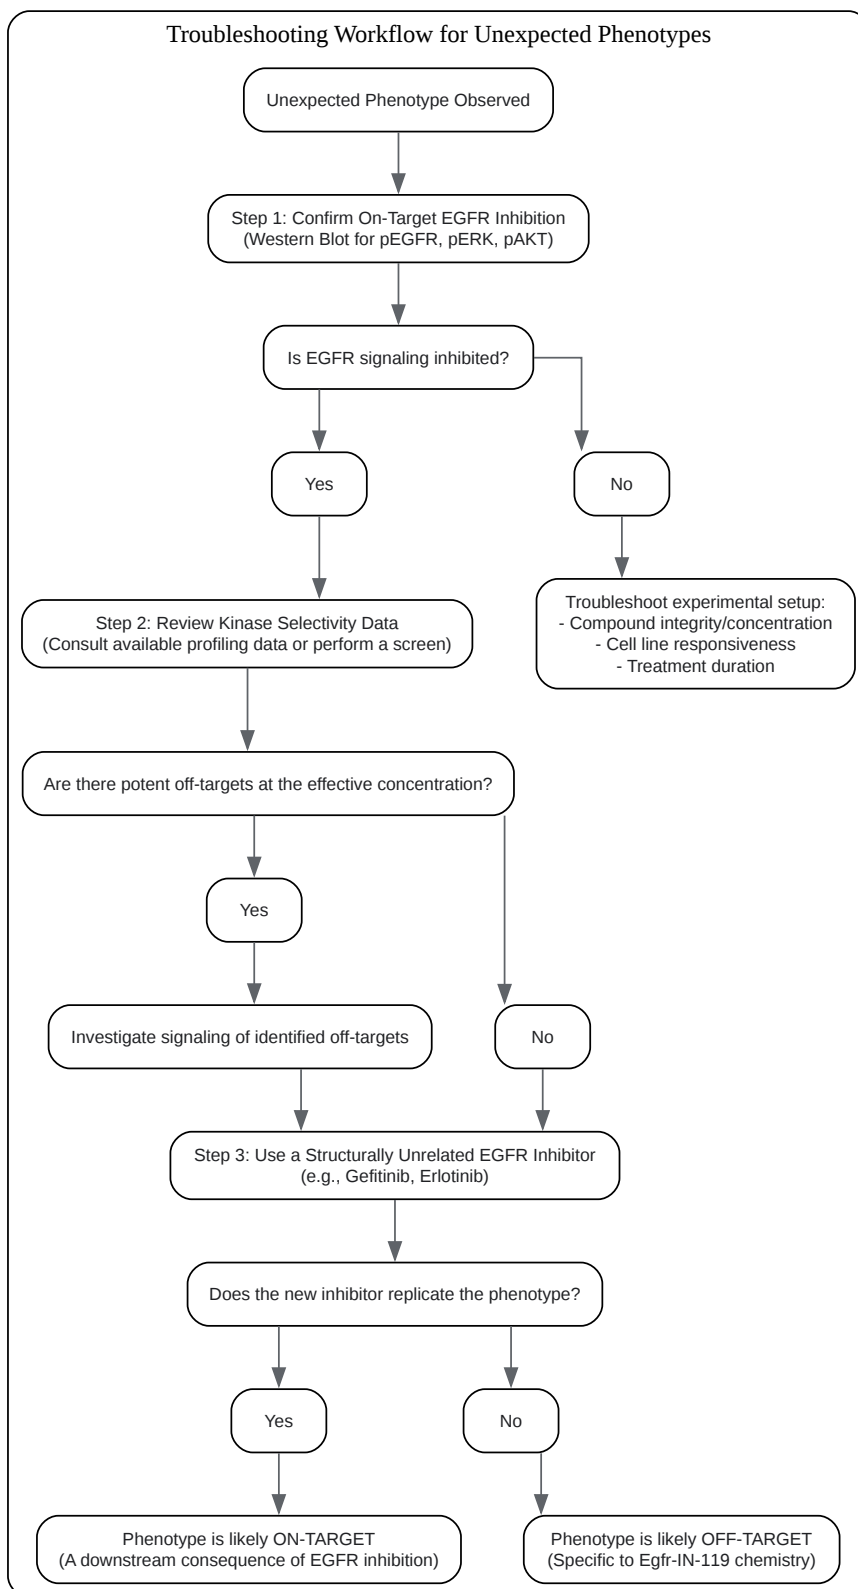 Troubleshooting Workflow for Unexpected Phenotypes
Unexpected Phenotype Observed
Step 1: Confirm On-Target EGFR Inhibition
(Western Blot for pEGFR, pERK, pAKT)
Is EGFR signaling inhibited?
Yes
No
Troubleshoot experimental setup:
- Compound integrity/concentration
- Cell line responsiveness
- Treatment duration
Step 2: Review Kinase Selectivity Data
(Consult available profiling data or perform a screen)
Are there potent off-targets at the effective concentration?
Yes
Investigate signaling of identified off-targets
No
Step 3: Use a Structurally Unrelated EGFR Inhibitor
(e.g., Gefitinib, Erlotinib)
Does the new inhibitor replicate the phenotype?
Yes
No
Phenotype is likely ON-TARGET
(A downstream consequence of EGFR inhibition)
Phenotype is likely OFF-TARGET
(Specific to Egfr-IN-119 chemistry)